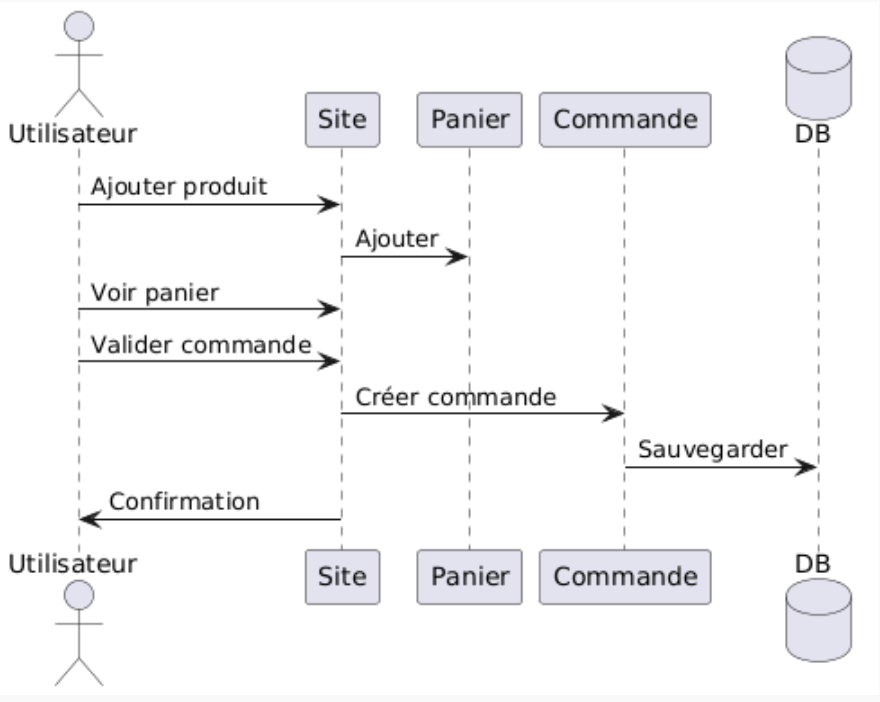 Utilisateur
Site
Panier
Commande
DB
Ajouter produit
Ajouter
Voir panier
Valider commande
Créer commande
Sauvegarder
Confirmation
Utilisateur
Site
Panier
Commande
DB